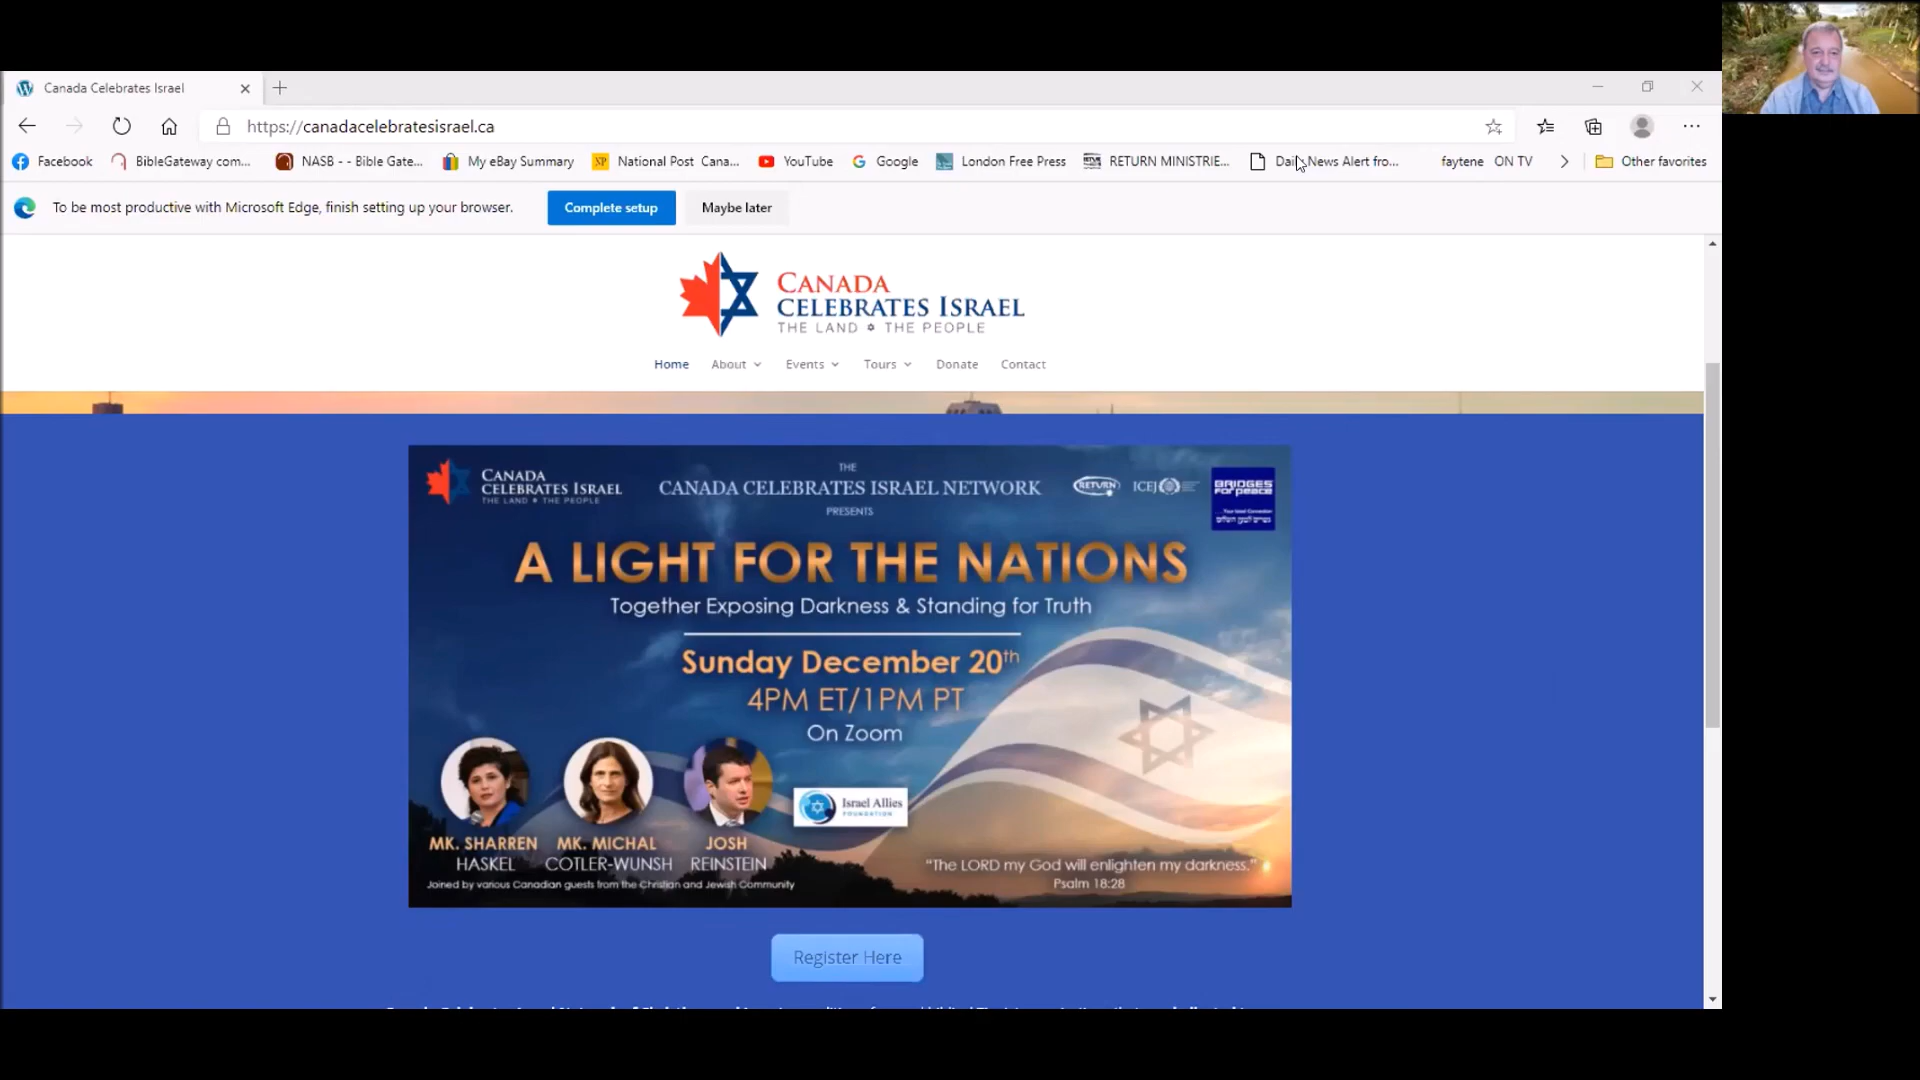 Canada Celebrates Israel
https://canadacelebratesisrael.ca
Facebook
BibleGateway com...
NASB - - Bible Gate...
My eBay Summary
National Post Cana...
YouTube
Google
London Free Press
RETURN MINISTRIE...
Daily News Alert fro...
faytene ON TV
Other favorites
To be most productive with Microsoft Edge, finish setting up your browser.
Complete setup
Maybe later
CANADA
CELEBRATES ISRAEL
THE LAND THE PEOPLE
Home
About
Events
Tours
Donate
Contact
CANADA
CELEBRATES ISRAEL
THE LAND THE PEOPLE
THE
CANADA CELEBRATES ISRAEL NETWORK
PRESENTS
RETURN
ICEJ
BRIDGES
FOR PEACE
...Your Israel Connection
A LIGHT FOR THE NATIONS
Together Exposing Darkness & Standing for Truth
Sunday December 20th
4PM ET/1PM PT
On Zoom
Israel Allies
FOUNDATION
MK. SHARREN
HASKEL
MK. MICHAL
COTLER-WUNSH
JOSH
REINSTEIN
Joined by various Canadian guests from the Christian and Jewish Community
"The LORD my God will enlighten my darkness."
Psalm 18:28
Register Here